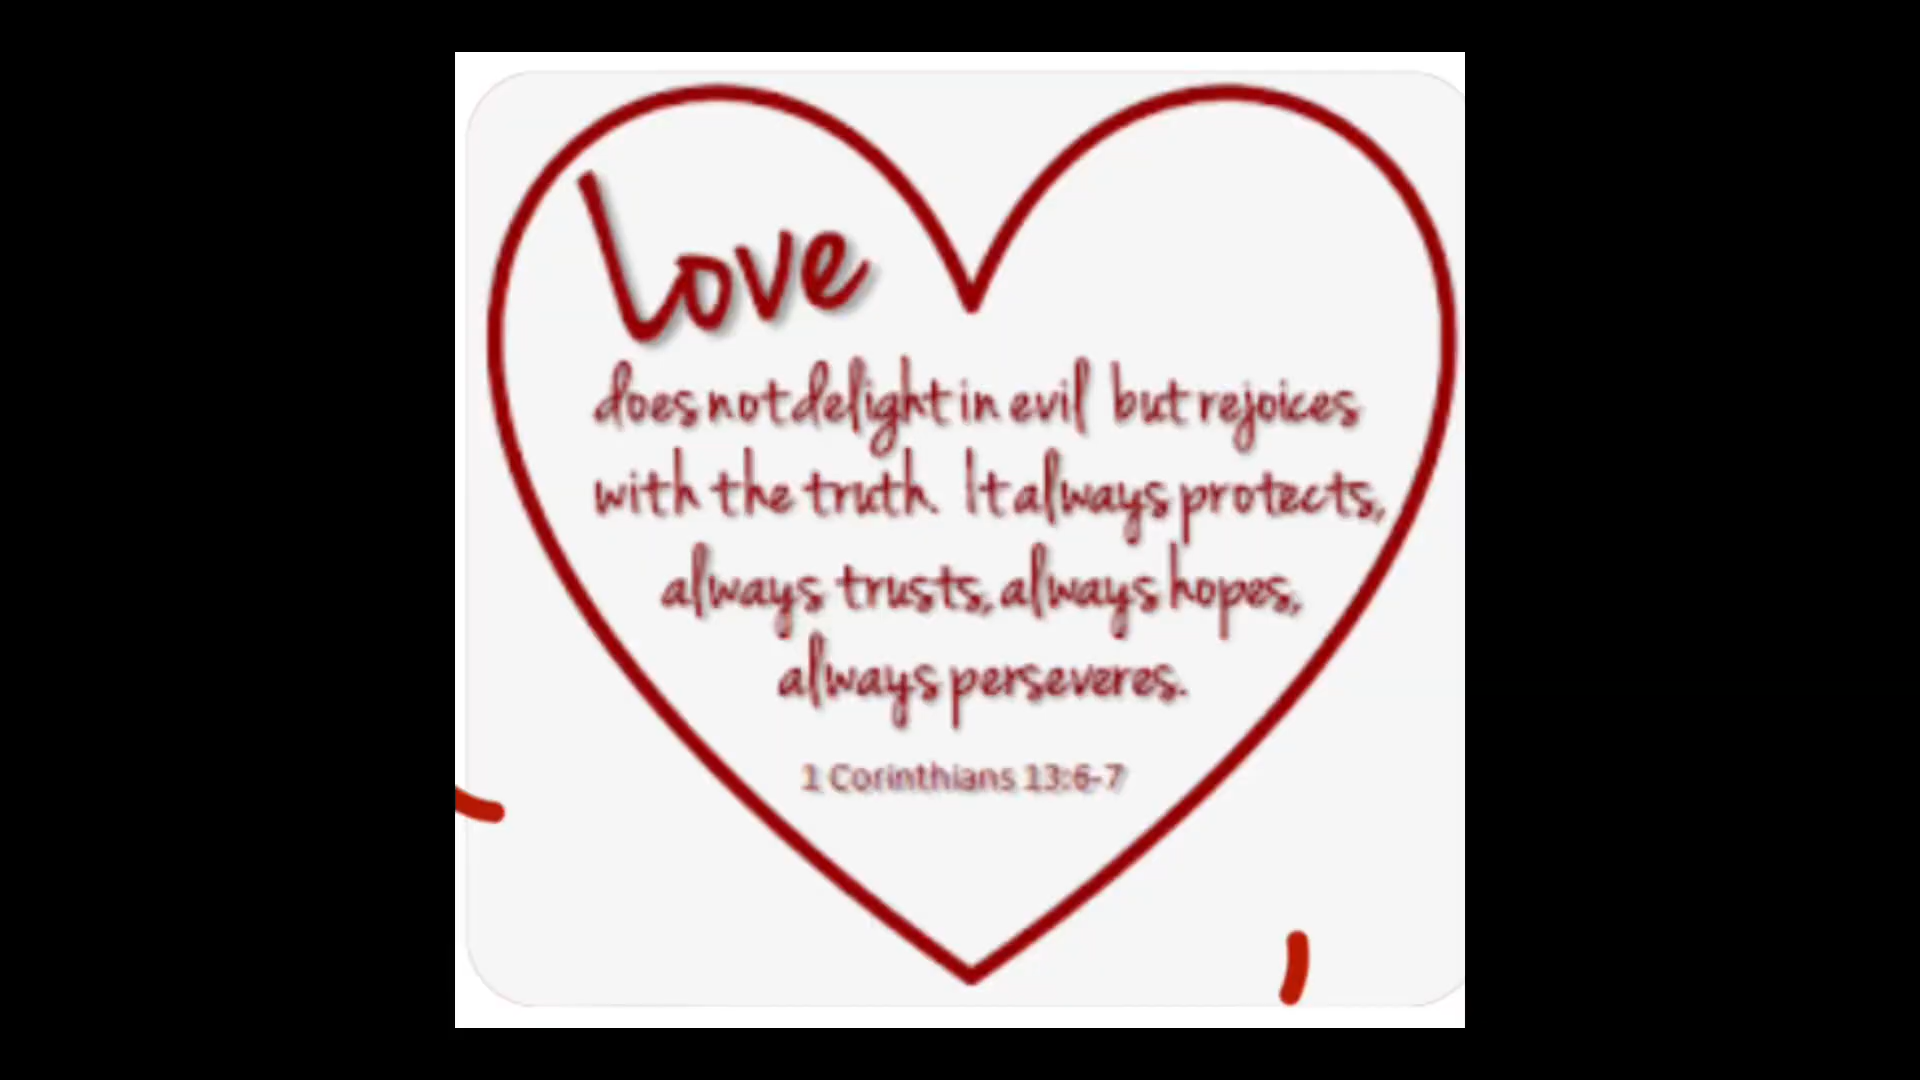 Love
does not delight in evil but rejoices
with the truth. It always protects,
always trusts, always hopes,
always perseveres.
1 Corinthians 13:6-7